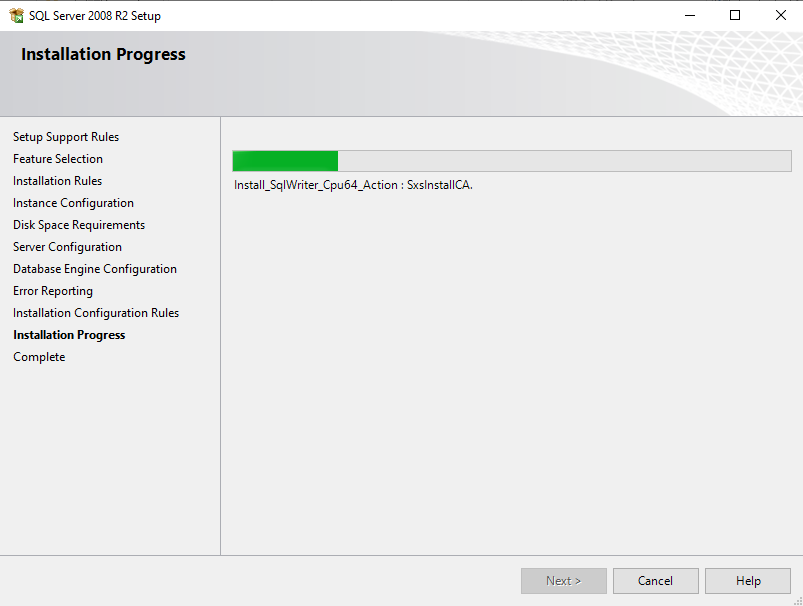 SQL Server 2008 R2 Setup
Installation Progress
Setup Support Rules
Feature Selection
Installation Rules
Instance Configuration
Disk Space Requirements
Server Configuration
Database Engine Configuration
Error Reporting
Installation Configuration Rules
Installation Progress
Complete
Install_SqlWriter_Cpu64_Action : SxsInstallCA.
Next >
Cancel
Help